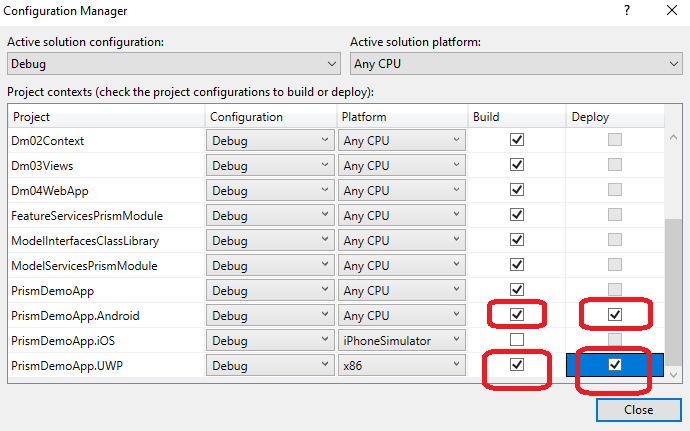 Configuration Manager ? ×
Active solution configuration: Active solution platform:
Debug Any CPU
Project contexts (check the project configurations to build or deploy):
Project Configuration Platform Build Deploy
Dm02Context Debug Any CPU
Dm03Views Debug Any CPU
Dm04WebApp Debug Any CPU
FeatureServicesPrismModule Debug Any CPU
ModelInterfacesClassLibrary Debug Any CPU
ModelServicesPrismModule Debug Any CPU
PrismDemoApp Debug Any CPU
PrismDemoApp.Android Debug Any CPU
PrismDemoApp.iOS Debug iPhoneSimulator
PrismDemoApp.UWP Debug x86
Close